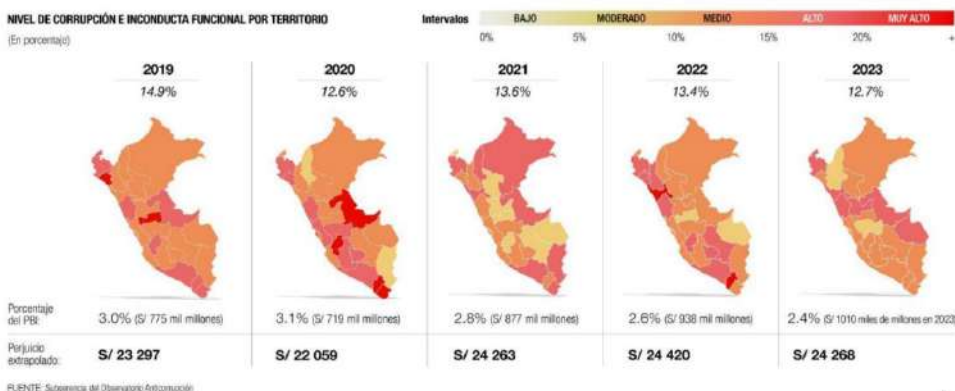 NIVEL DE CORRUPCIÓN E INCONDUCTA FUNCIONAL POR TERRITORIO
(En porcentaje)
Intervalos
BAJO MODERADO MEDIO ALTO MUY ALTO
0% 5% 10% 15% 20% +
2019 2020 2021 2022 2023
14.9% 12.6% 13.6% 13.4% 12.7%
Porcentaje
del PBI:
3.0% (S/ 775 mil millones) 3.1% (S/ 719 mil millones) 2.8% (S/ 877 mil millones) 2.6% (S/ 938 mil millones) 2.4% (S/ 1010 miles de millones en 2023)
Perjuicio
extrapolado:
S/ 23 297 S/ 22 059 S/ 24 263 S/ 24 420 S/ 24 268
FUENTE: Subgerencia del Observatorio Anticorrupción